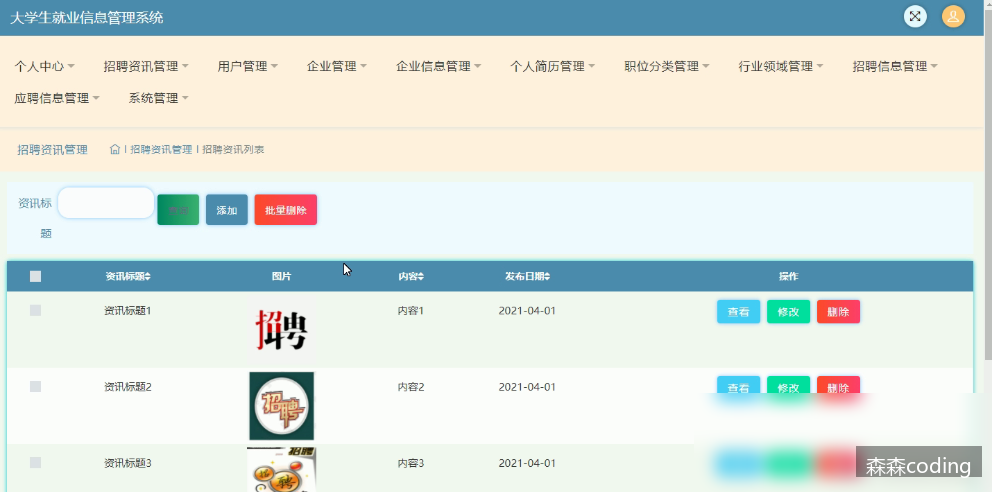 大学生就业信息管理系统
个人中心 招聘资讯管理 用户管理 企业管理 企业信息管理 个人简历管理 职位分类管理 行业领域管理 招聘信息管理
应聘信息管理 系统管理
招聘资讯管理 | 招聘资讯管理 | 招聘资讯列表
资讯标
题
添加 批量删除
资讯标题 图片 内容 发布日期 操作
资讯标题1 招聘 内容1 2021-04-01 查看 修改 删除
资讯标题2 招聘 内容2 2021-04-01 查看 修改 删除
资讯标题3 招聘 内容3 2021-04-01
森森coding